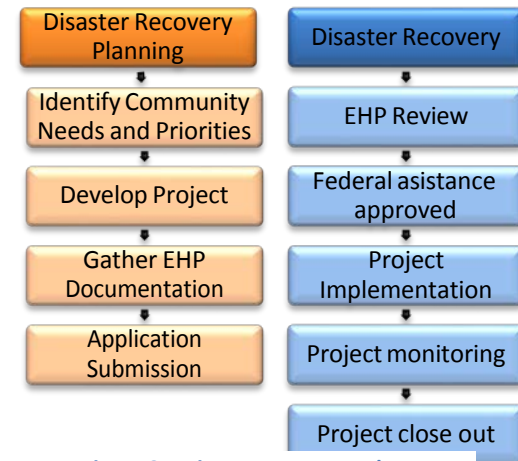 Disaster Recovery
Planning
Identify Community
Needs and Priorities
Develop Project
Gather EHP
Documentation
Application
Submission
Disaster Recovery
EHP Review
Federal asistance
approved
Project
Implementation
Project monitoring
Project close out